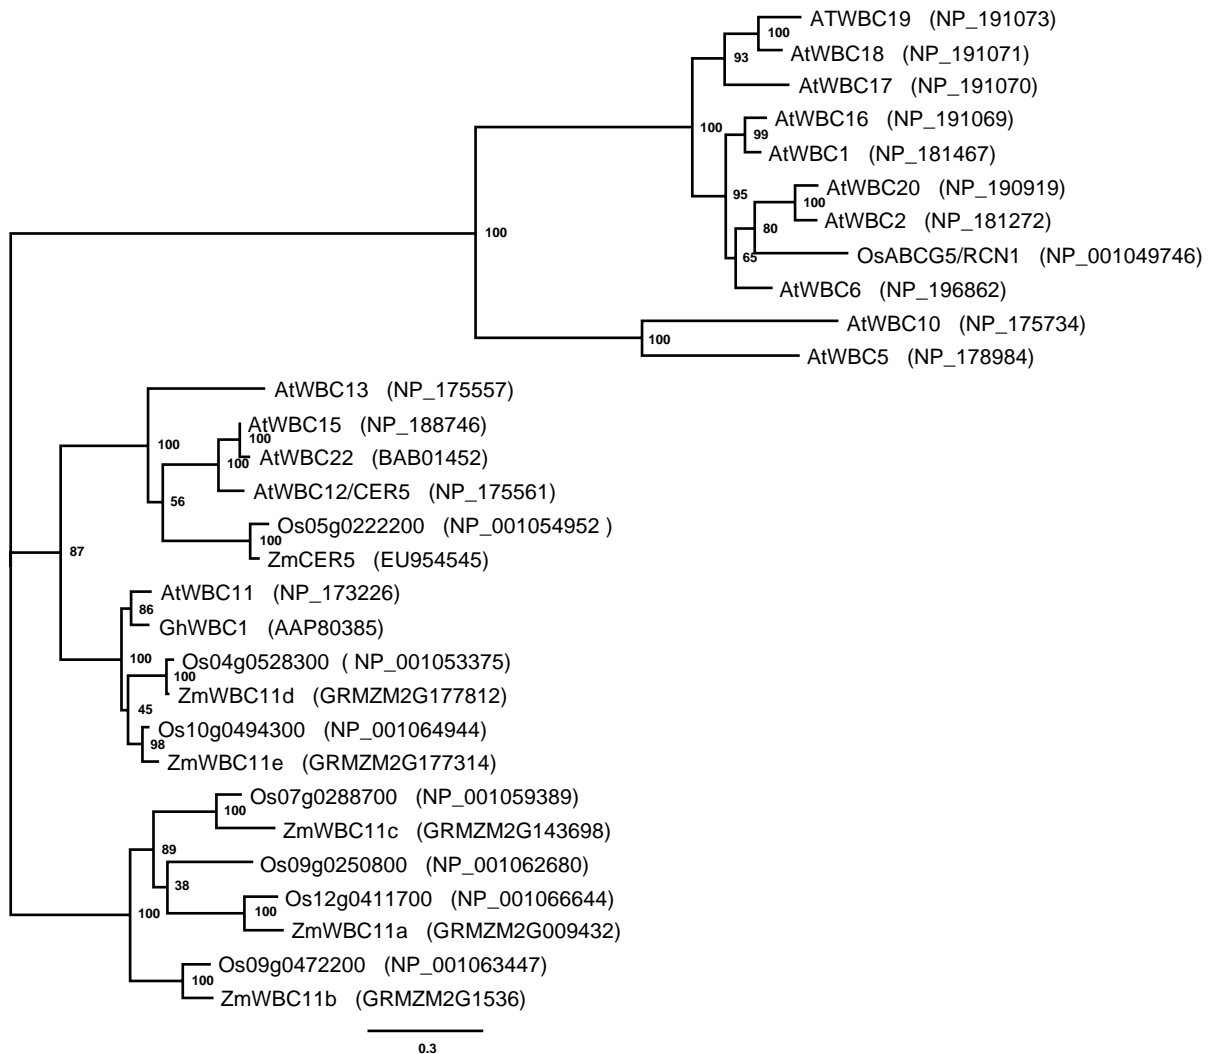 ATWBC19 (NP_191073)
100
AtWBC18 (NP_191071)
93
AtWBC17 (NP_191070)
AtWBC16 (NP_191069)
100
99
AtWBC1 (NP_181467)
AtWBC20 (NP_190919)
95
100
AtWBC2 (NP_181272)
80
100
OsABCG5/RCN1 (NP_001049746)
65
AtWBC6 (NP_196862)
AtWBC10 (NP_175734)
100
AtWBC5 (NP_178984)
AtWBC13 (NP_175557)
AtWBC15 (NP_188746)
100
100
AtWBC22 (BAB01452)
100
AtWBC12/CER5 (NP_175561)
56
Os05g0222200 (NP_001054952 )
100
87
ZmCER5 (EU954545)
AtWBC11 (NP_173226)
86
GhWBC1 (AAP80385)
100
Os04g0528300 ( NP_001053375)
100
ZmWBC11d (GRMZM2G177812)
45
Os10g0494300 (NP_001064944)
98
ZmWBC11e (GRMZM2G177314)
Os07g0288700 (NP_001059389)
100
ZmWBC11c (GRMZM2G143698)
89
Os09g0250800 (NP_001062680)
38
Os12g0411700 (NP_001066644)
100
100
ZmWBC11a (GRMZM2G009432)
Os09g0472200 (NP_001063447)
100
ZmWBC11b (GRMZM2G1536)
0.3